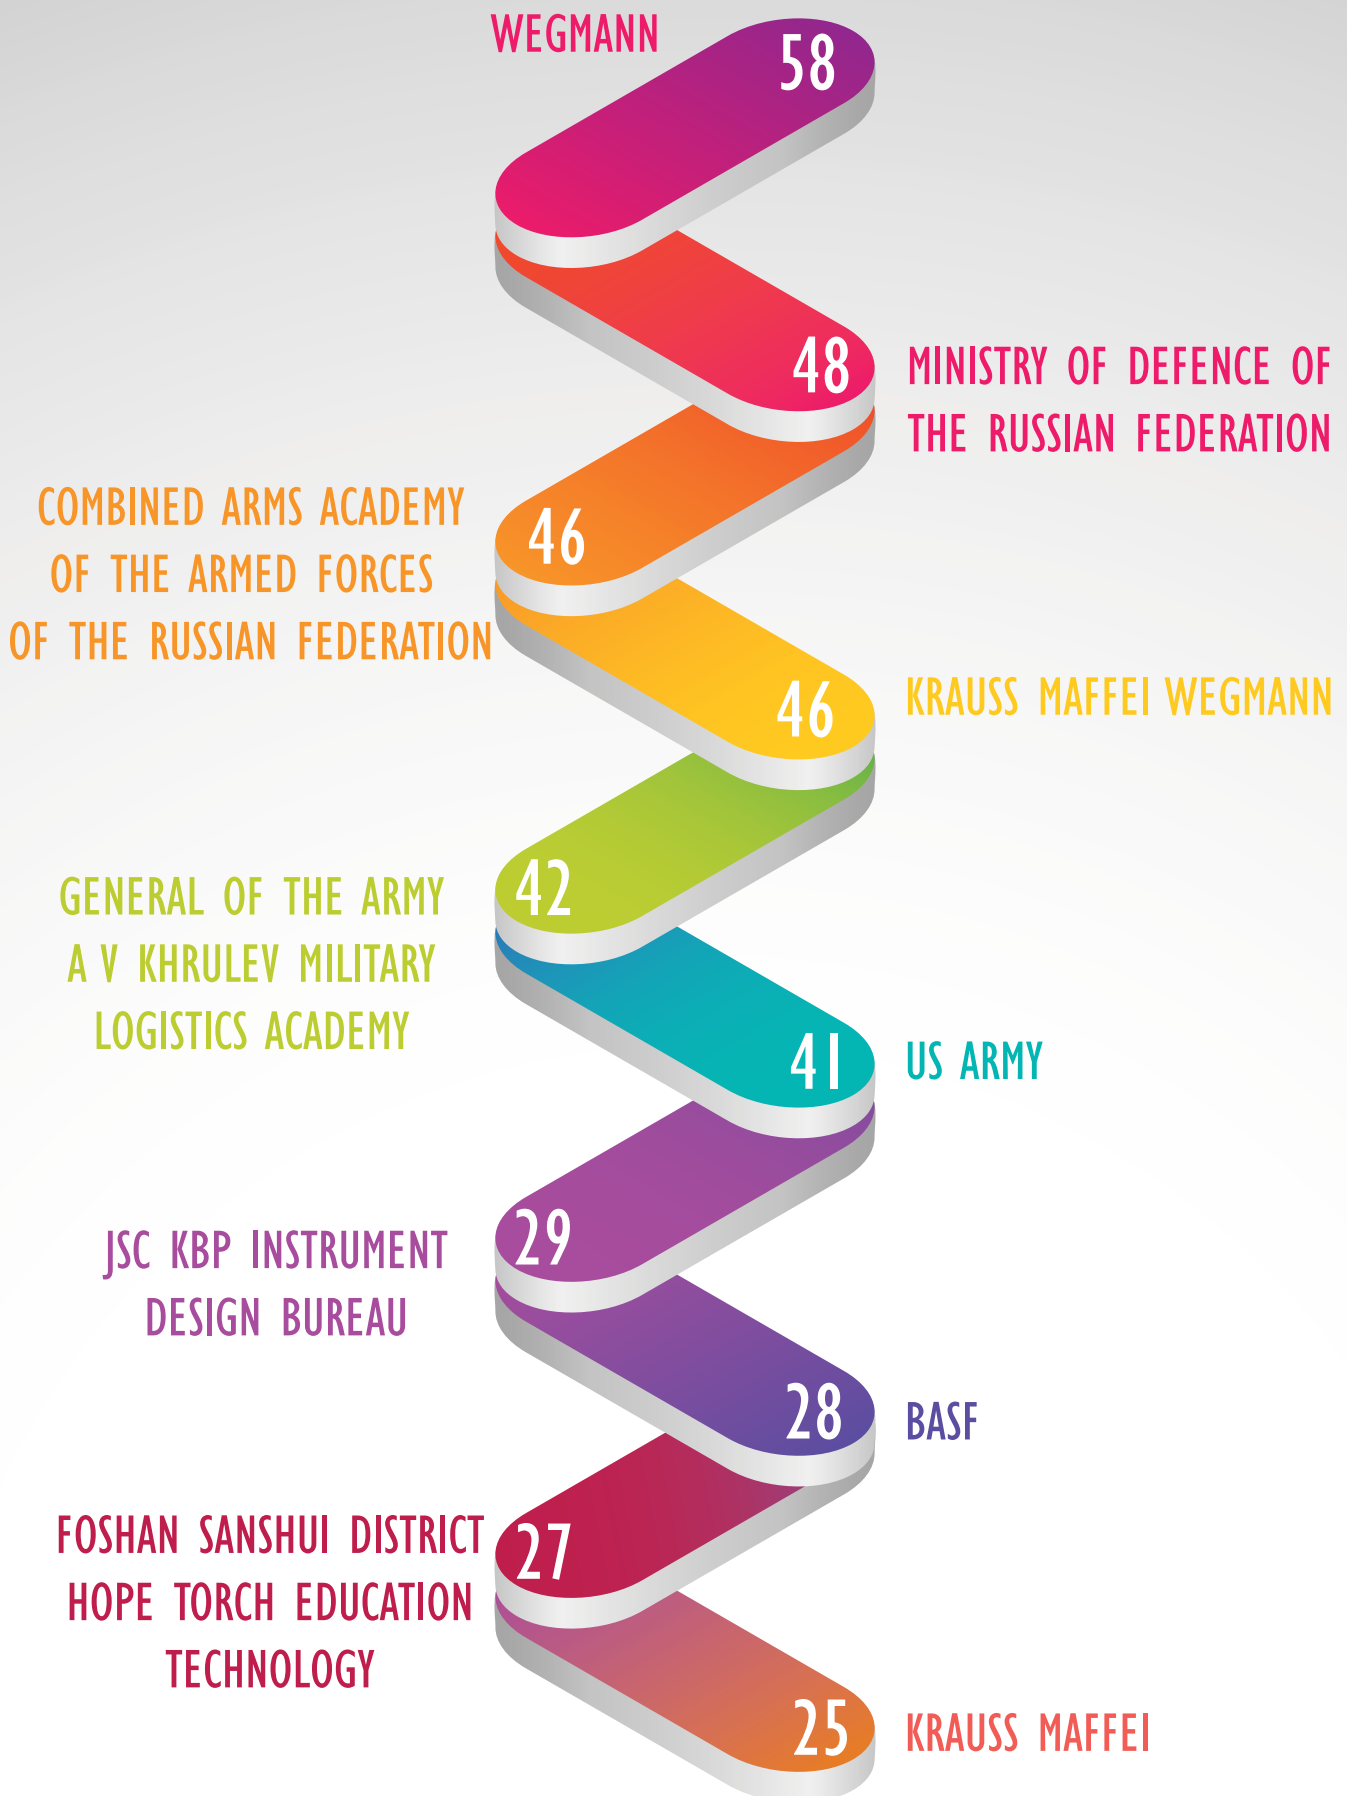 WEGMANN
58
48
MINISTRY OF DEFENCE OF
THE RUSSIAN FEDERATION
COMBINED ARMS ACADEMY
OF THE ARMED FORCES
OF THE RUSSIAN FEDERATION
46
46
KRAUSS MAFFEI WEGMANN
GENERAL OF THE ARMY
A V KHRULEV MILITARY
LOGISTICS ACADEMY
42
41
US ARMY
JSC KBP INSTRUMENT
DESIGN BUREAU
29
28
BASF
FOSHAN SANSHUI DISTRICT
HOPE TORCH EDUCATION
TECHNOLOGY
27
25
KRAUSS MAFFEI